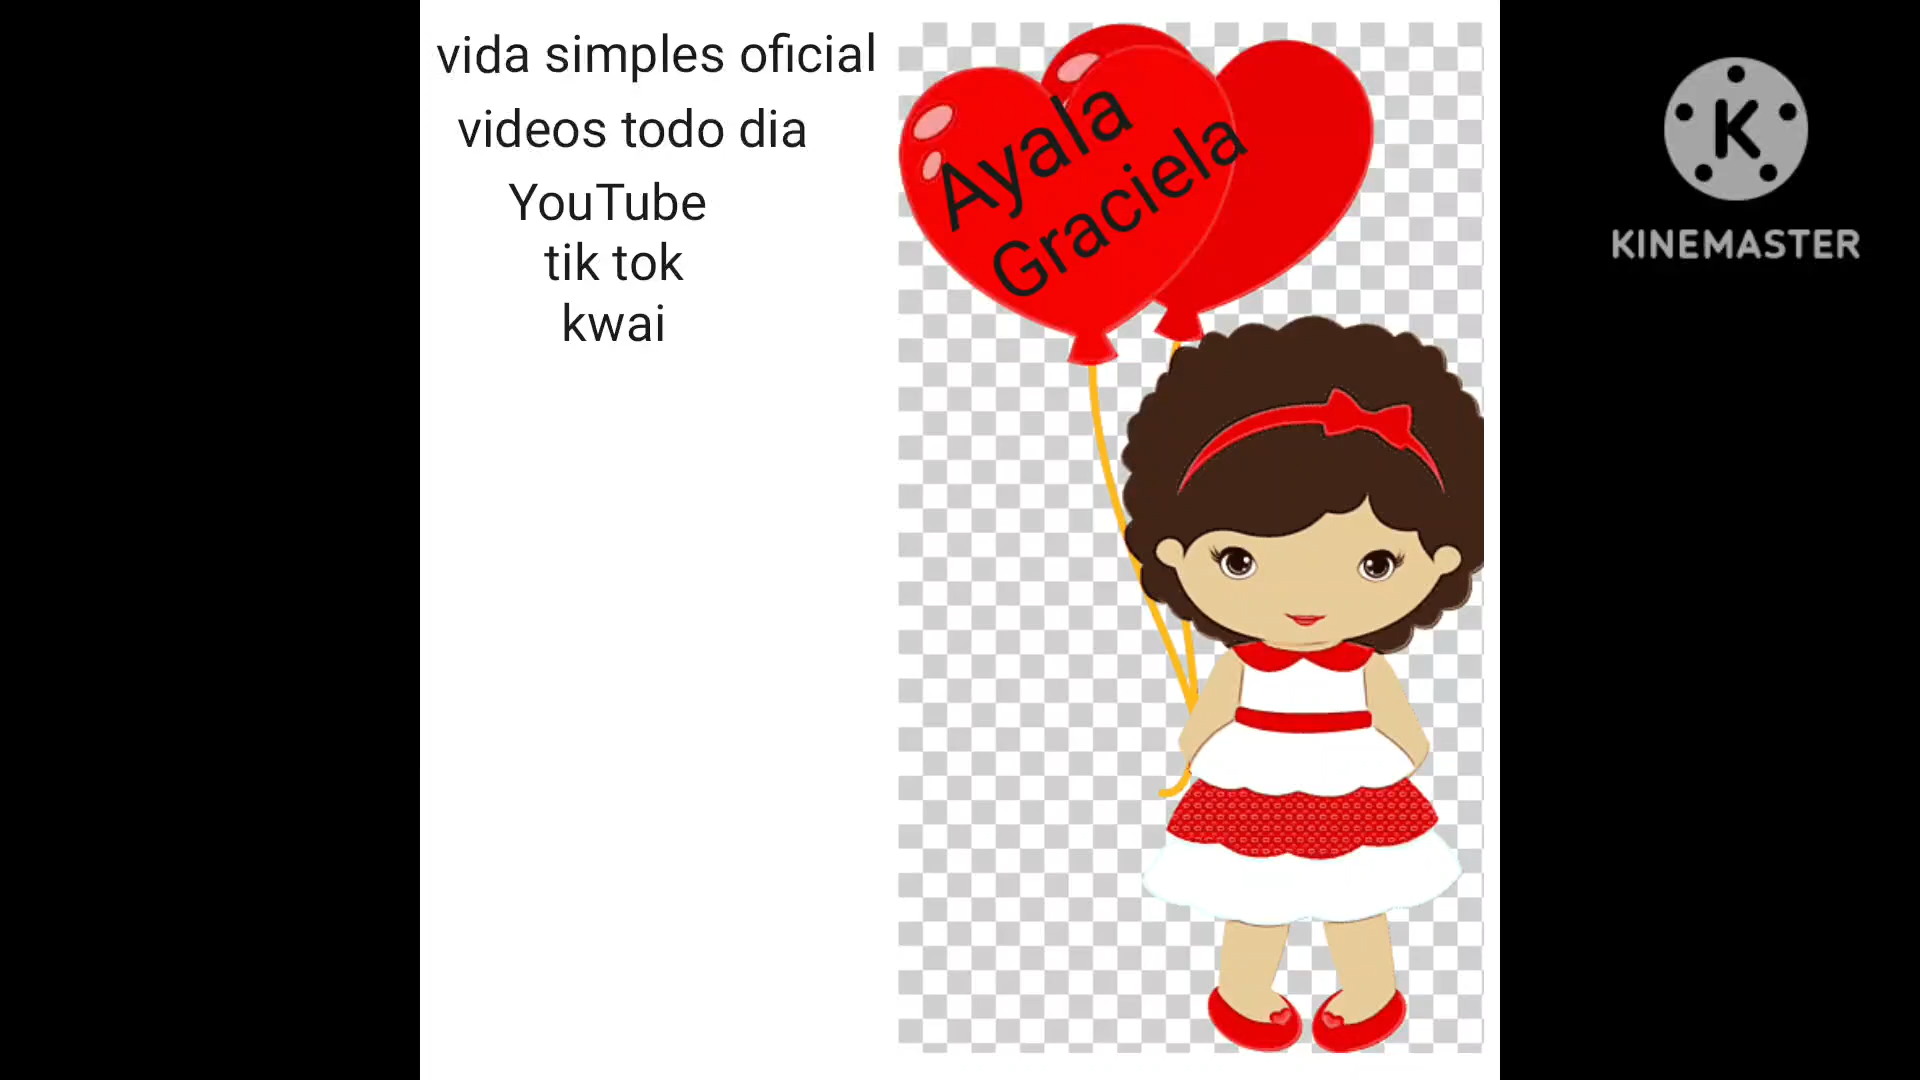 vida simples oficial
videos todo dia
YouTube
tik tok
kwai
Ayala
Graciela
K
KINEMASTER